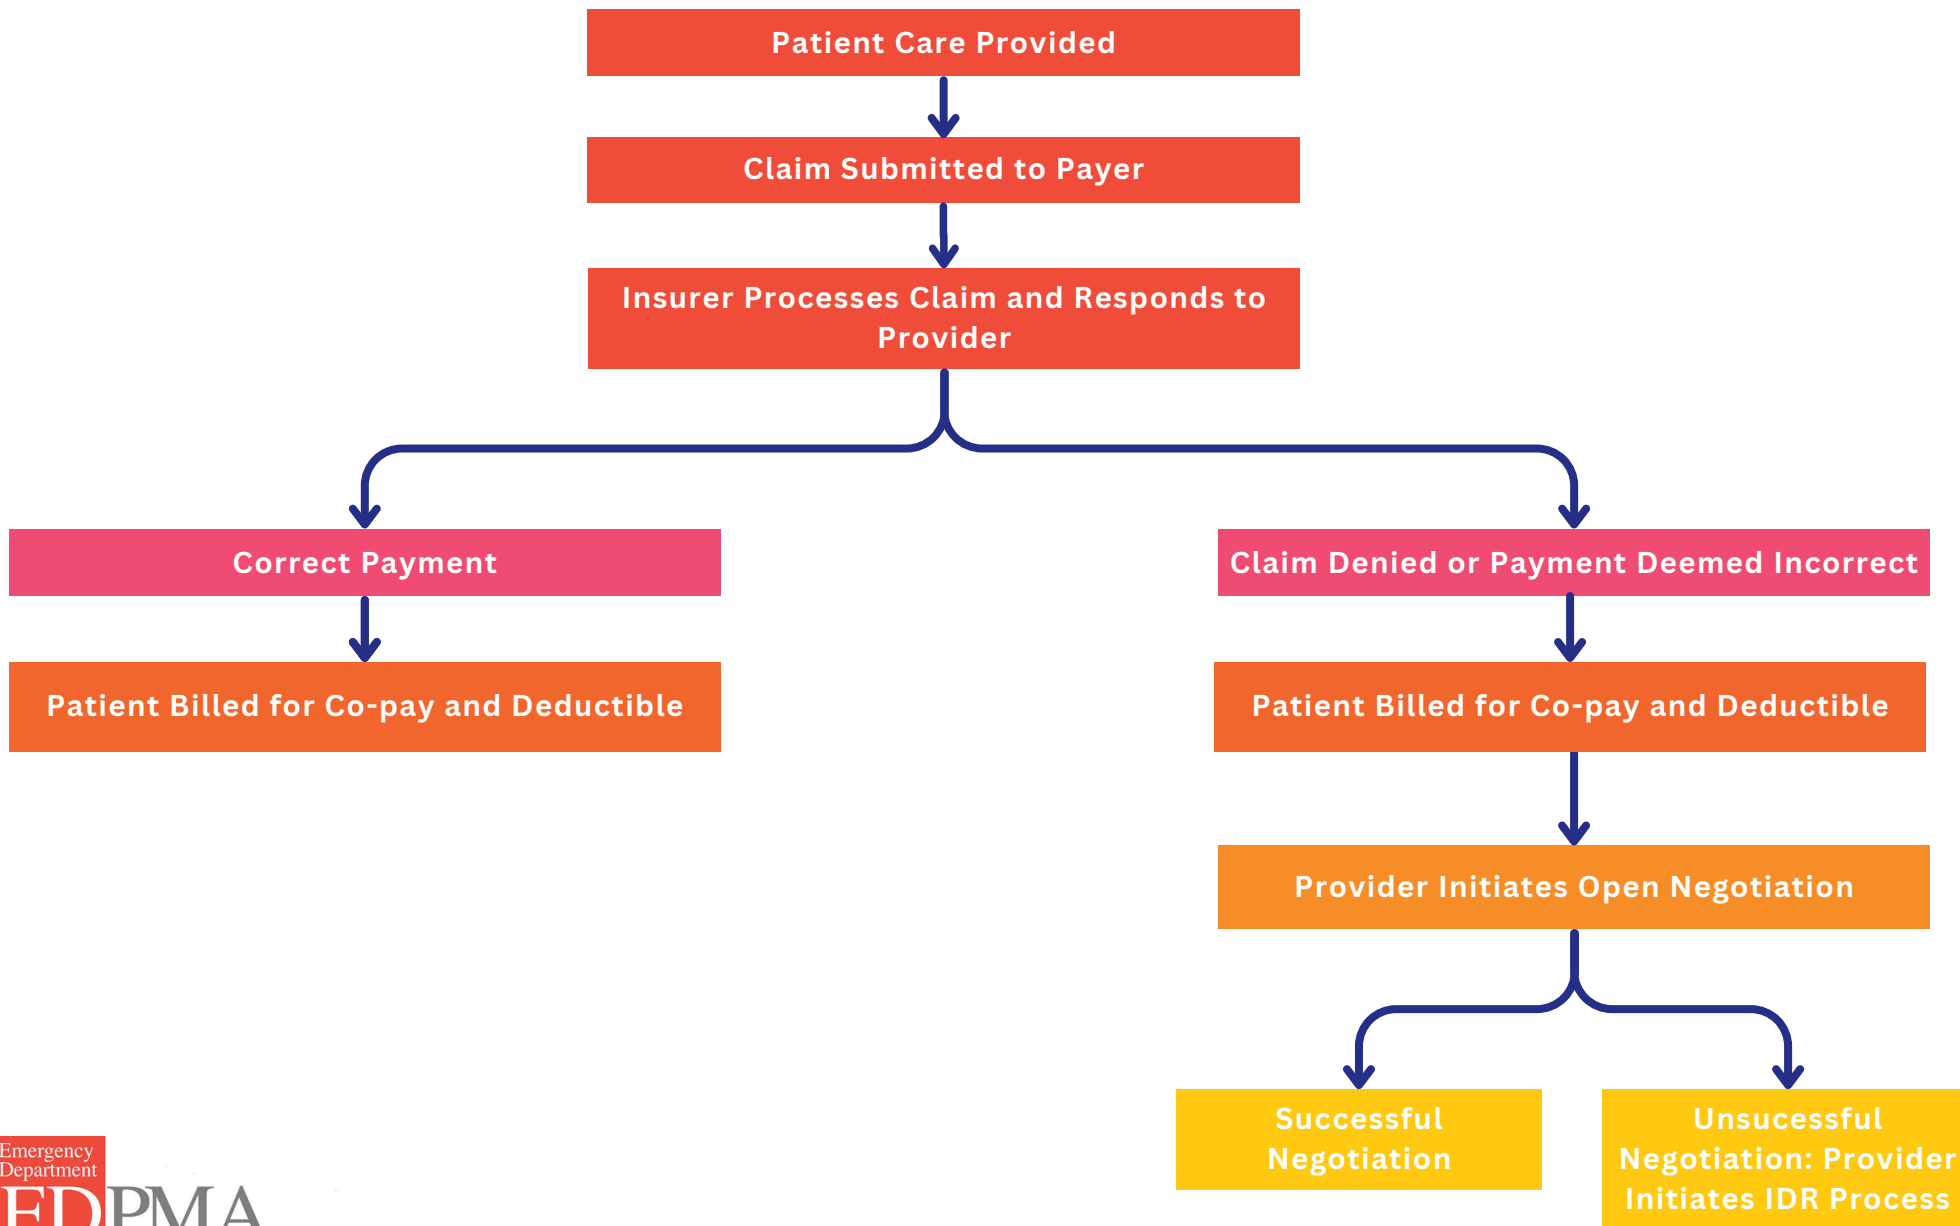 Patient Care Provided
Claim Submitted to Payer
Insurer Processes Claim and Responds to
Provider
Correct Payment
Claim Denied or Payment Deemed Incorrect
Patient Billed for Co-pay and Deductible
Patient Billed for Co-pay and Deductible
Provider Initiates Open Negotiation
Successful
Negotiation
Unsucessful
Negotiation: Provider
Initiates IDR Process
Emergency
Department
EDPMA